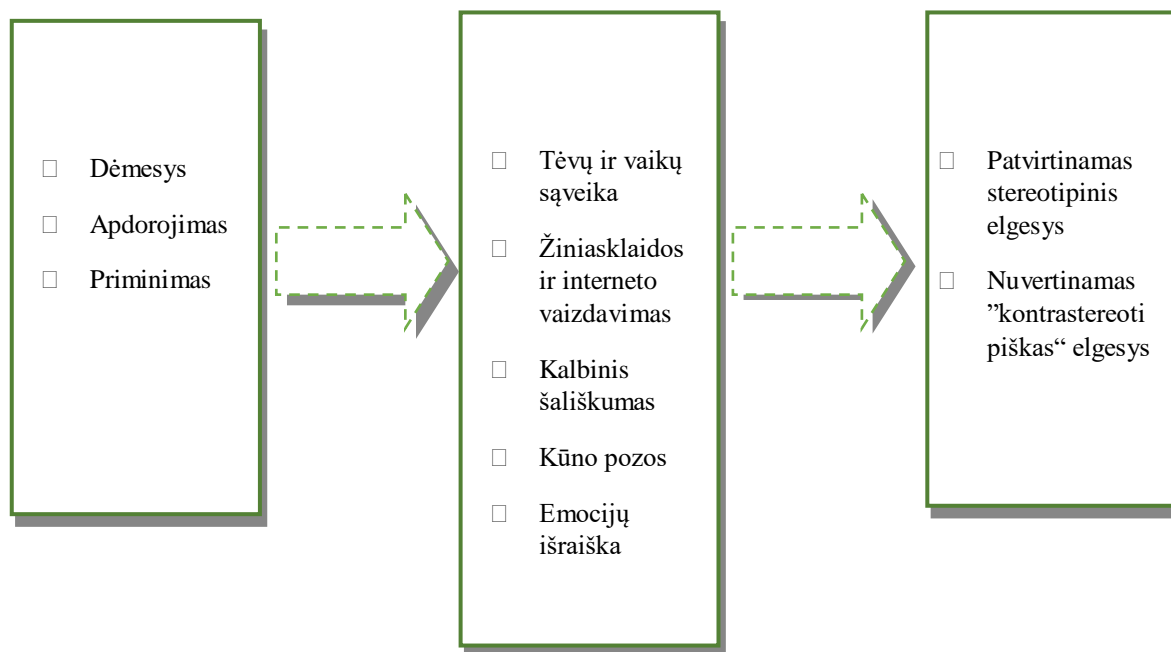 Dėmesys
Apdorojimas
Priminimas
Tėvų ir vaikų
sąveika
Žiniasklaidos
ir interneto
vaizdavimas
Kalbinis
šališkumas
Kūno pozos
Emocijų
išraiška
Patvirtinamas
stereotipinis
elgesys
Nuvertinamas
”kontrastereoti
piškas“ elgesys